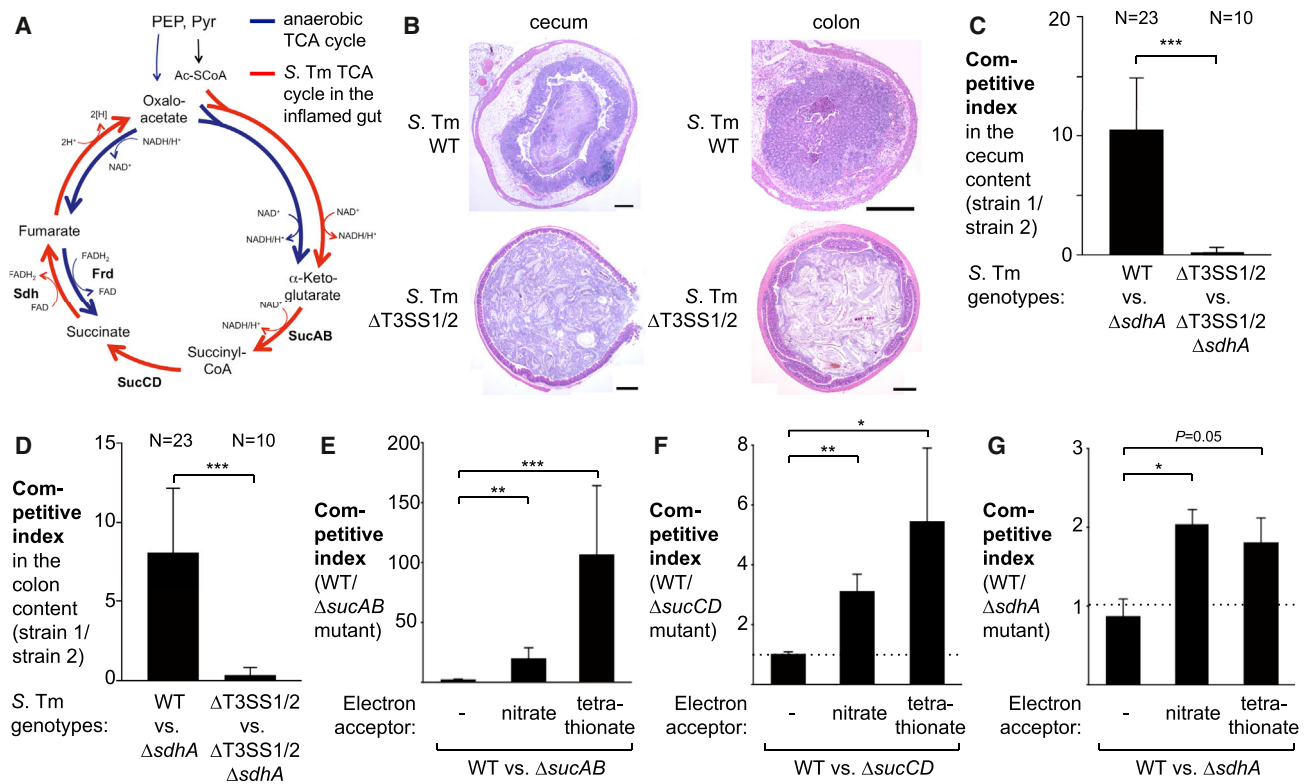 A
PEP, Pyr
anaerobic
TCA cycle
S. Tm TCA
cycle in the
inflamed gut
Ac-SCoA
Oxalo-
acetate
2[H]
2H⁺
NADH/H⁺
NAD⁺
Fumarate
NAD⁺
NADH/H⁺
NAD⁺
NADH/H⁺
FADH₂
FADH₂
Frd
FAD
Sdh
FAD
α-Keto-
glutarate
NAD⁺
NADH/H⁺
SucAB
Succinate
Succinyl-
CoA
SucCD
B
cecum
colon
S. Tm
WT
S. Tm
WT
S. Tm
ΔT3SS1/2
S. Tm
ΔT3SS1/2
C
Com-
petitive
index
in the
cecum
content
(strain 1/
strain 2)
20
10
0
N=23
N=10
***
S. Tm
genotypes:
WT
vs.
ΔsdhA
ΔT3SS1/2
vs.
ΔT3SS1/2
ΔsdhA
D
Com-
petitive
index
in the
colon
content
(strain 1/
strain 2)
15
10
5
0
N=23
N=10
***
S. Tm
genotypes:
WT
vs.
ΔsdhA
ΔT3SS1/2
vs.
ΔT3SS1/2
ΔsdhA
E
Com-
petitive
index
(WT/
ΔsucAB
mutant)
200
150
100
50
***
**
Electron
acceptor:
-
nitrate
tetra-
thionate
WT vs. ΔsucAB
F
Com-
petitive
index
(WT/
ΔsucCD
mutant)
8
6
4
2
*
**
Electron
acceptor:
-
nitrate
tetra-
thionate
WT vs. ΔsucCD
G
Com-
petitive
index
(WT/
ΔsdhA
mutant)
3
2
1
P=0.05
*
Electron
acceptor:
-
nitrate
tetra-
thionate
WT vs. ΔsdhA